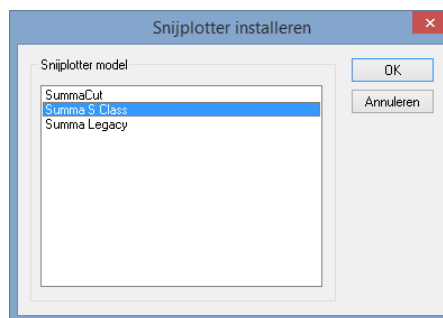 Snijplotter installeren
Snijplotter model
SummaCut
Summa S Class
Summa Legacy
OK
Annuleren